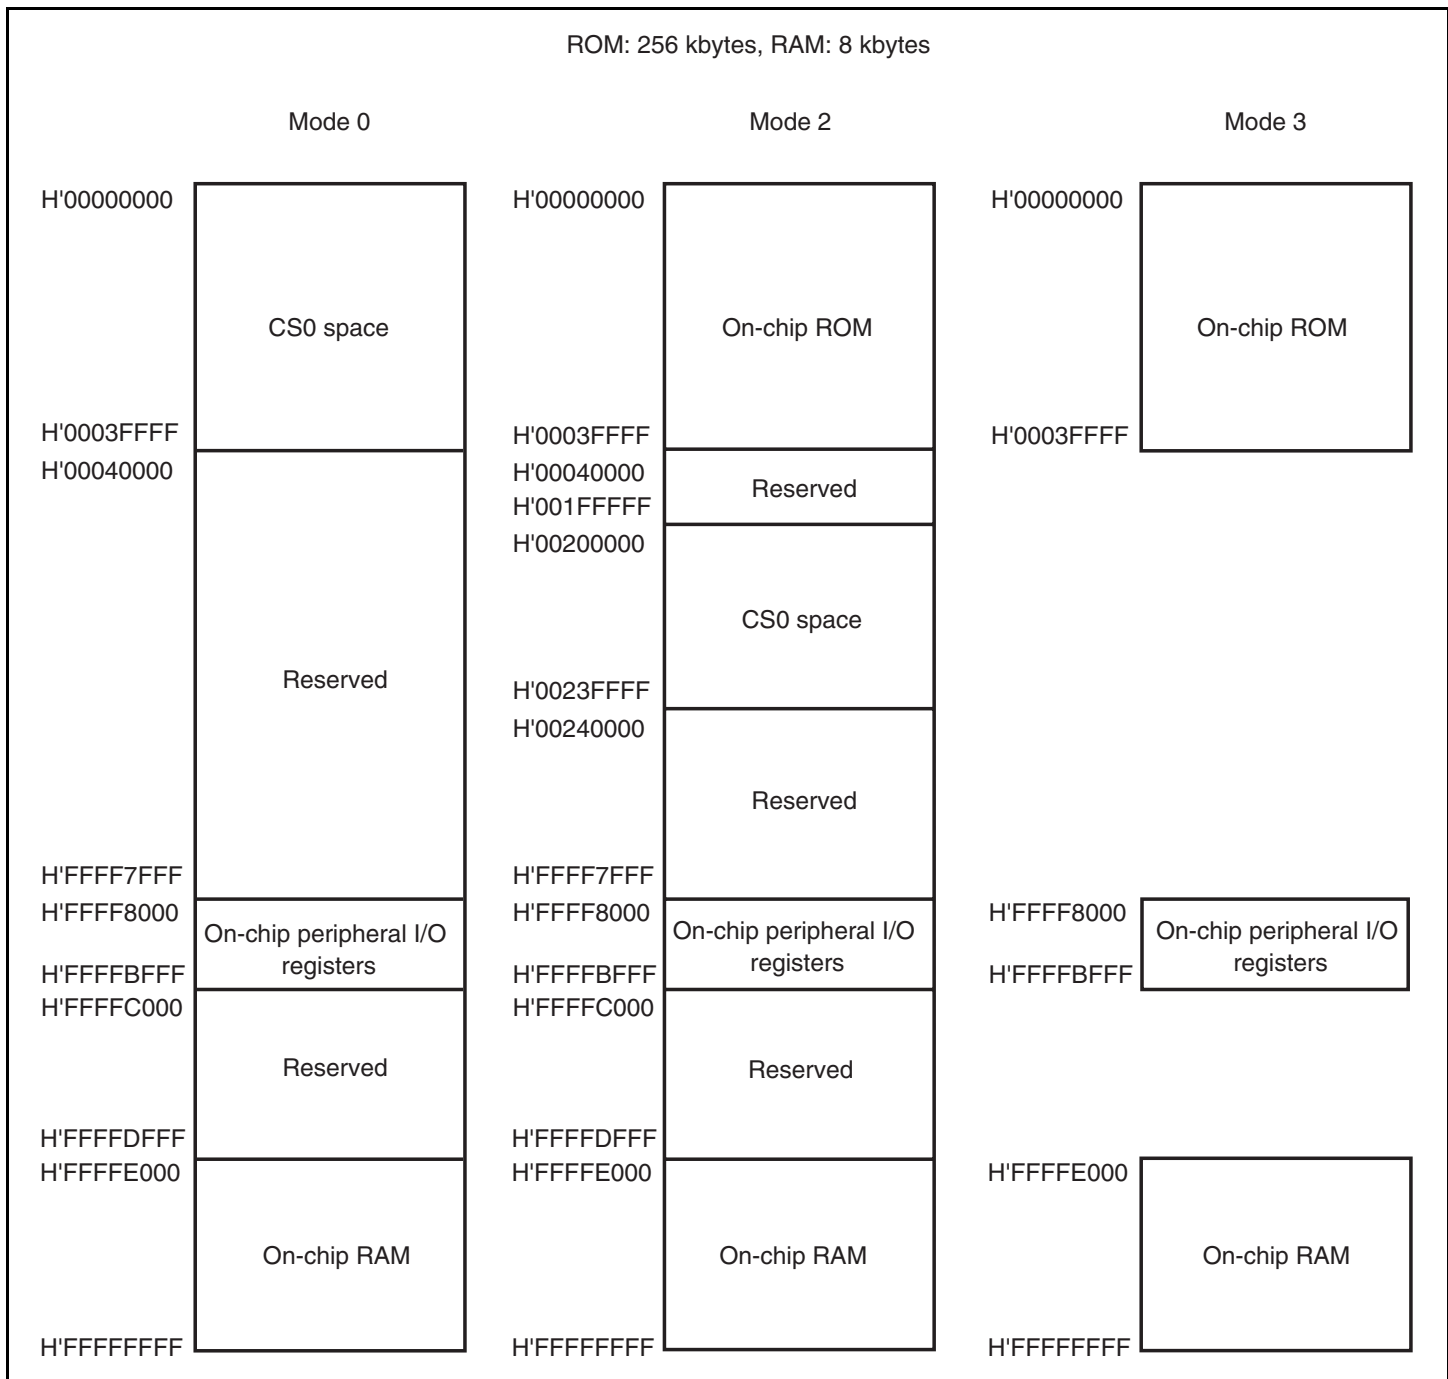 ROM: 256 kbytes, RAM: 8 kbytes
Mode 0
H'00000000
CS0 space
H'0003FFFF
H'00040000
Reserved
H'FFFF7FFF
H'FFFF8000
On-chip peripheral I/O
registers
H'FFFFBFFF
H'FFFFC000
Reserved
H'FFFFDFFF
H'FFFFE000
On-chip RAM
H'FFFFFFFF
Mode 2
H'00000000
On-chip ROM
H'0003FFFF
H'00040000
Reserved
H'001FFFFF
H'00200000
CS0 space
H'0023FFFF
H'00240000
Reserved
H'FFFF7FFF
H'FFFF8000
On-chip peripheral I/O
registers
H'FFFFBFFF
H'FFFFC000
Reserved
H'FFFFDFFF
H'FFFFE000
On-chip RAM
H'FFFFFFFF
Mode 3
H'00000000
On-chip ROM
H'0003FFFF
H'FFFF8000
On-chip peripheral I/O
registers
H'FFFFBFFF
H'FFFFE000
On-chip RAM
H'FFFFFFFF